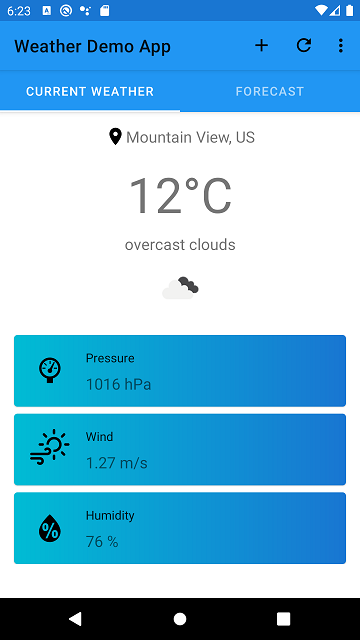 6:23
Weather Demo App
CURRENT WEATHER
FORECAST
Mountain View, US
12°C
overcast clouds
Pressure
1016 hPa
Wind
1.27 m/s
%
Humidity
76 %